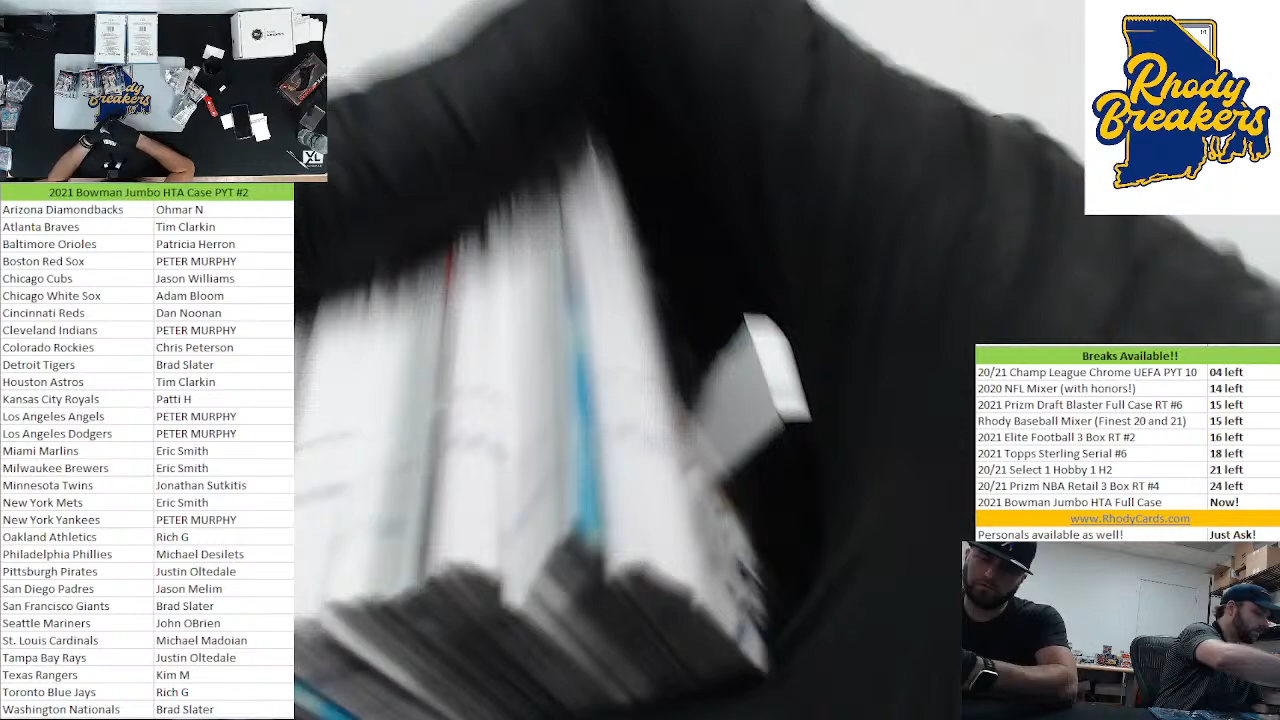 Rhody
Breakers
XL
Rhody
Breakers
2021 Bowman Jumbo HTA Case PYT #2
Arizona Diamondbacks Ohmar N
Atlanta Braves Tim Clarkin
Baltimore Orioles Patricia Herron
Boston Red Sox PETER MURPHY
Chicago Cubs Jason Williams
Chicago White Sox Adam Bloom
Cincinnati Reds Dan Noonan
Cleveland Indians PETER MURPHY
Colorado Rockies Chris Peterson
Detroit Tigers Brad Slater
Houston Astros Tim Clarkin
Kansas City Royals Patti H
Los Angeles Angels PETER MURPHY
Los Angeles Dodgers PETER MURPHY
Miami Marlins Eric Smith
Milwaukee Brewers Eric Smith
Minnesota Twins Jonathan Sutkitis
New York Mets Eric Smith
New York Yankees PETER MURPHY
Oakland Athletics Rich G
Philadelphia Phillies Michael Desilets
Pittsburgh Pirates Justin Oltedale
San Diego Padres Jason Melim
San Francisco Giants Brad Slater
Seattle Mariners John OBrien
St. Louis Cardinals Michael Madoian
Tampa Bay Rays Justin Oltedale
Texas Rangers Kim M
Toronto Blue Jays Rich G
Washington Nationals Brad Slater
Breaks Available!!
20/21 Champ League Chrome UEFA PYT 10 04 left
2020 NFL Mixer (with honors!) 14 left
2021 Prizm Draft Blaster Full Case RT #6 15 left
Rhody Baseball Mixer (Finest 20 and 21) 15 left
2021 Elite Football 3 Box RT #2 16 left
2021 Topps Sterling Serial #6 18 left
20/21 Select 1 Hobby 1 H2 21 left
20/21 Prizm NBA Retail 3 Box RT #4 24 left
2021 Bowman Jumbo HTA Full Case Now!
www.RhodyCards.com
Personals available as well! Just Ask!